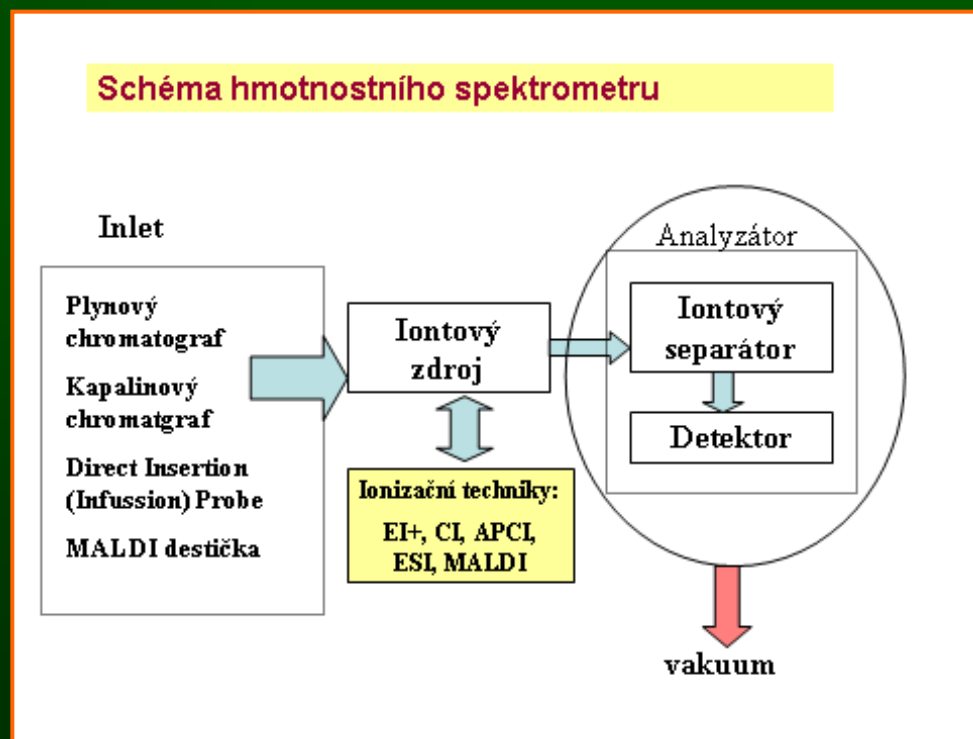 Schéma hmotnostního spektrometru
Inlet
Plynový
chromatograf
Kapalinový
chromatgraf
Direct Insertion
(Infussion) Probe
MALDI destička
Iontový
zdroj
Ionizační techniky:
EI+, CI, APCI,
ESI, MALDI
Analyzátor
Iontový
separátor
Detektor
vakuum